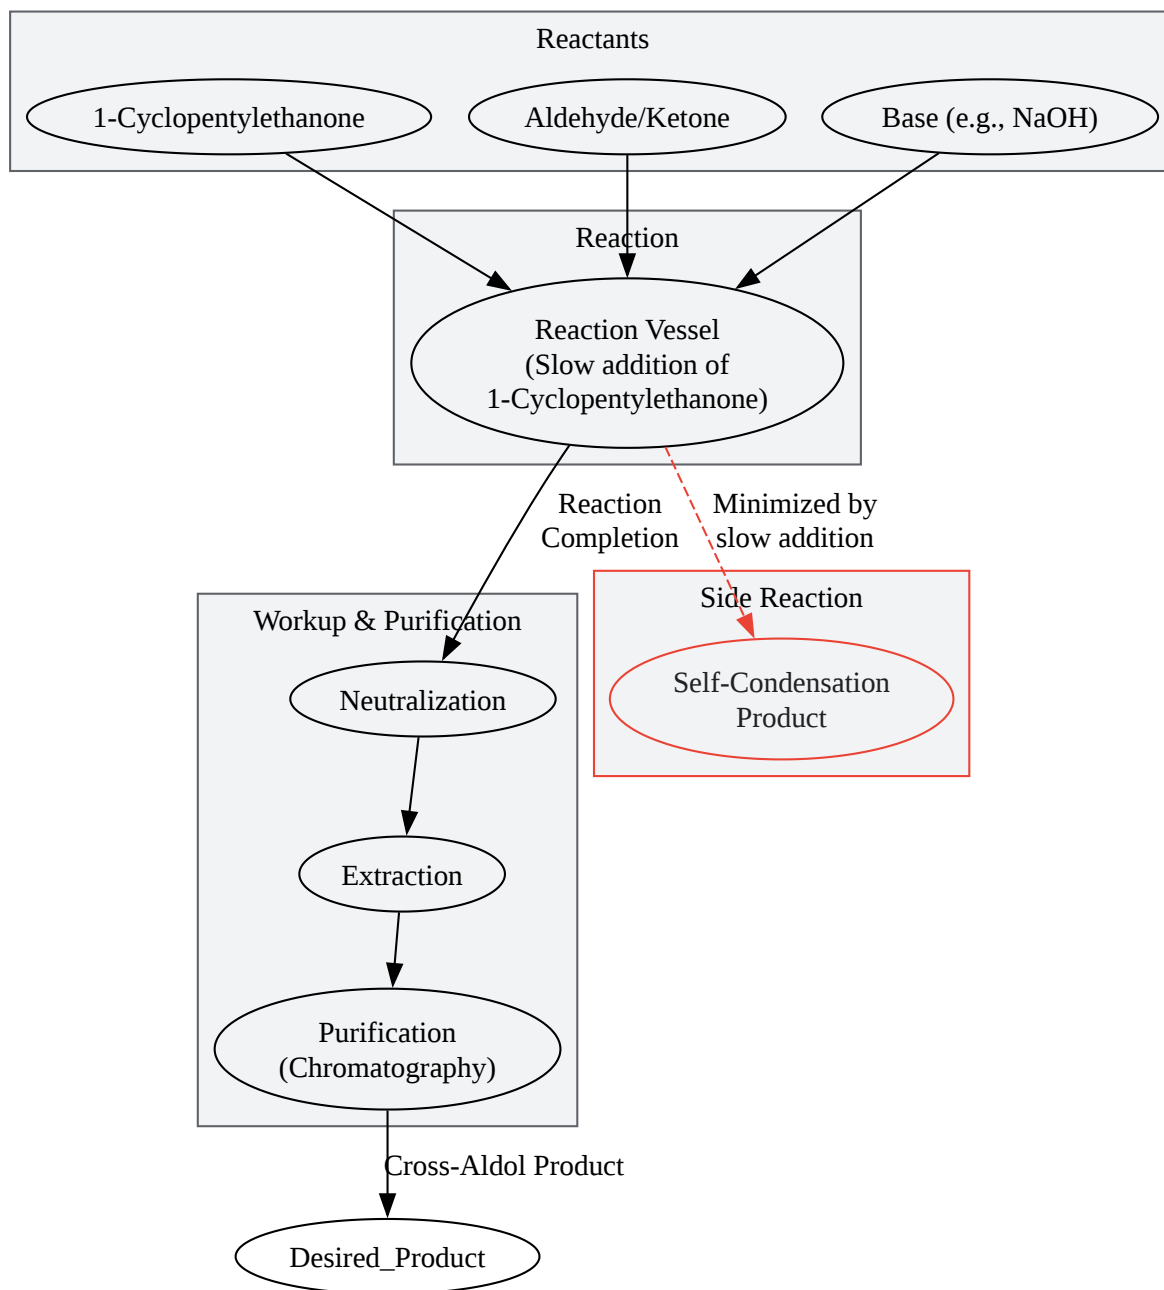 Reactants
1-Cyclopentylethanone
Aldehyde/Ketone
Base (e.g., NaOH)
Reaction
Reaction Vessel
(Slow addition of
1-Cyclopentylethanone)
Reaction
Completion
Minimized by
slow addition
Side Reaction
Self-Condensation
Product
Workup & Purification
Neutralization
Extraction
Purification
(Chromatography)
Cross-Aldol Product
Desired_Product